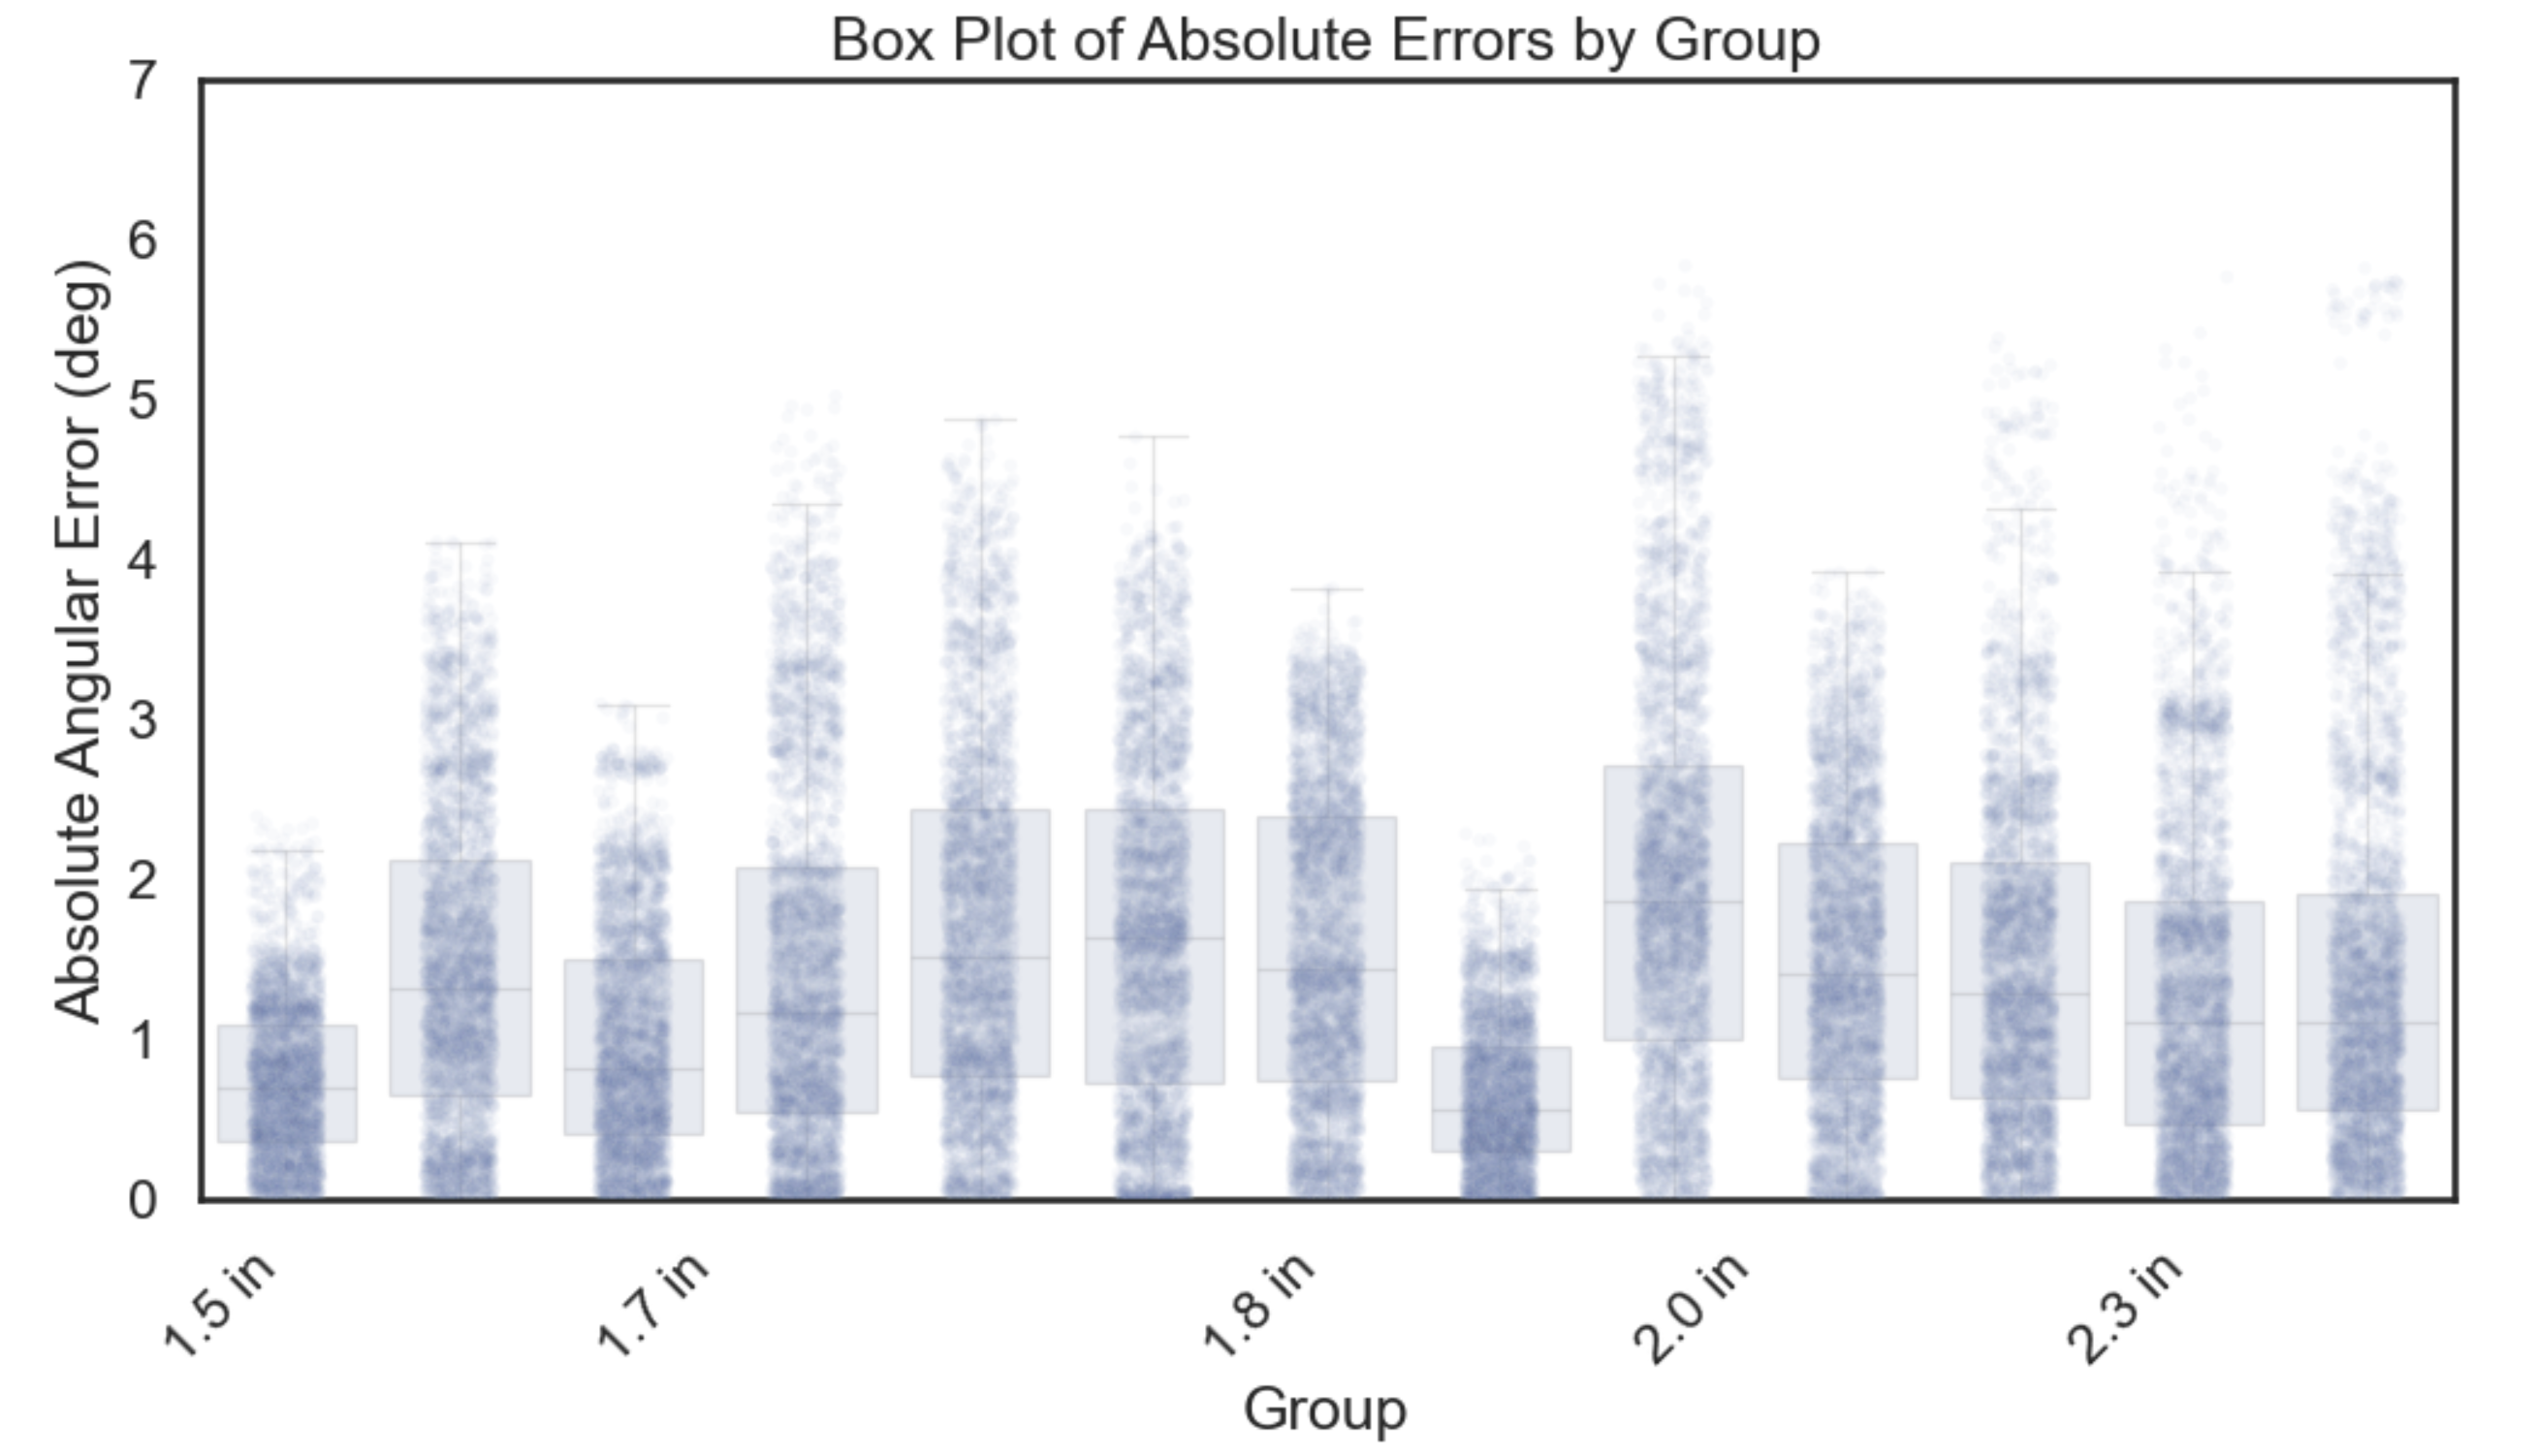 Box Plot of Absolute Errors by Group
Absolute Angular Error (deg)
7
6
5
4
3
2
1
0
1.5 in
1.7 in
1.8 in
2.0 in
2.3 in
Group